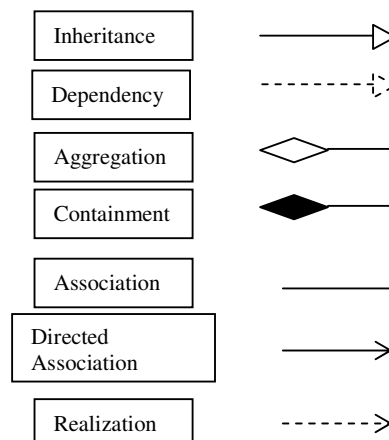 Inheritance
Dependency
Aggregation
Containment
Association
Directed
Association
Realization